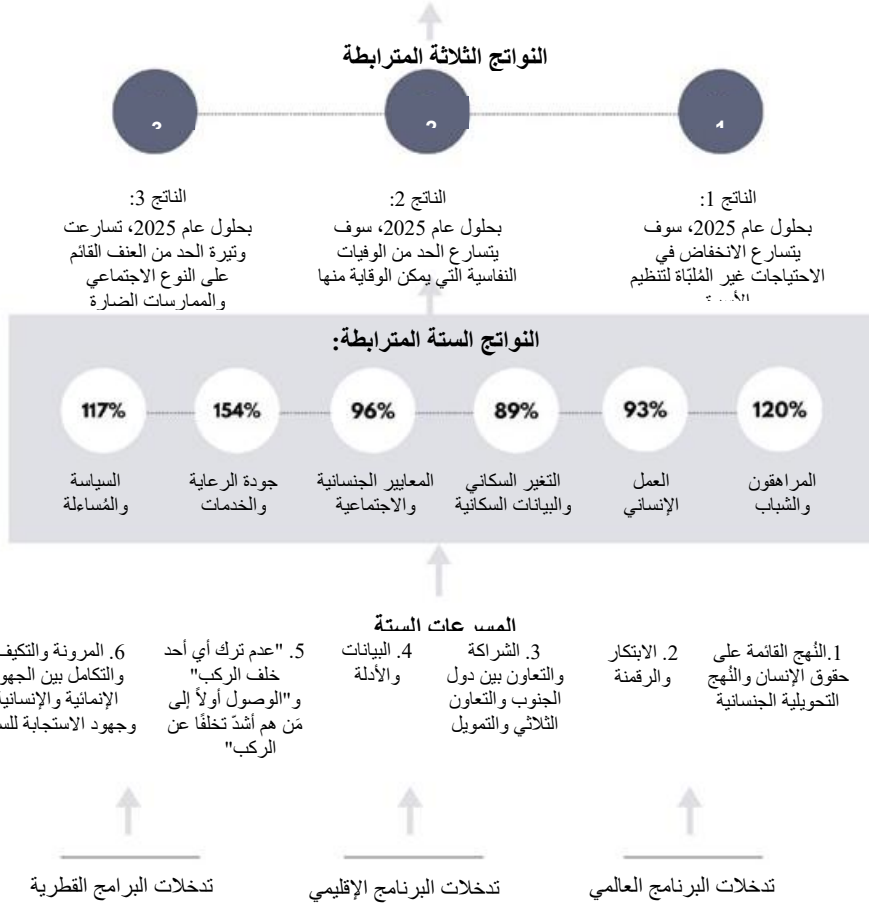 النواتج الثلاثة المترابطة
الناتج 1:
بحلول عام 2025، سوف
يتسارع الانخفاض في
الاحتياجات غير المُلبّاة لتنظيم
الناتج 2:
بحلول عام 2025، سوف
يتسارع الحد من الوفيات
النفاسية التي يمكن الوقاية منها
الناتج 3:
بحلول عام 2025، تسارعت
وتيرة الحد من العنف القائم
على النوع الاجتماعي
والممارسات الضارة
النواتج الستة المترابطة:
120%
93%
89%
96%
154%
117%
المراهقون
والشباب
العمل
الإنساني
التغير السكاني
والبيانات السكانية
المعايير الجنسانية
والاجتماعية
جودة الرعاية
والخدمات
السياسة
والمُساءلة
المسرعات الستة
1.النُهج القائمة على
حقوق الإنسان والنُهج
التحويلية الجنسانية
2. الابتكار
والرقمنة
3. الشراكة
والتعاون بين دول
الجنوب والتعاون
الثلاثي والتمويل
4. البيانات
والأدلة
5. "عدم ترك أي أحد
خلف الركب"
و"الوصول أولاً إلى
مَن هم أشدّ تخلفًا عن
الركب"
6. المرونة والتكيف
والتكامل بين
الإنمائية
وجهود الاستجابة
تدخلات البرنامج العالمي
تدخلات البرنامج الإقليمي
تدخلات البرامج القطرية